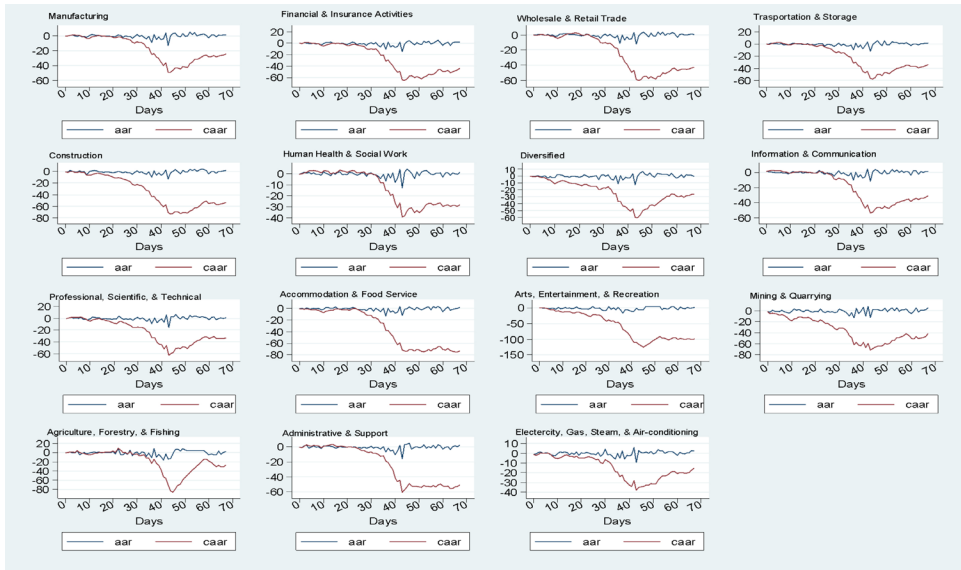 Manufacturing
0
-20
-40
-60
0 10 20 30 40 50 60 70
Days
aar caar
Financial & Insurance Activities
20
0
-20
-40
-60
0 10 20 30 40 50 60 70
Days
aar caar
Wholesale & Retail Trade
0
-20
-40
-60
0 10 20 30 40 50 60 70
Days
aar caar
Trasportation & Storage
20
0
-20
-40
-60
0 10 20 30 40 50 60 70
Days
aar caar
Construction
0
-20
-40
-60
-80
0 10 20 30 40 50 60 70
Days
aar caar
Human Health & Social Work
10
0
-10
-20
-30
-40
0 10 20 30 40 50 60 70
Days
aar caar
Diversified
10
0
-10
-20
-30
-40
-50
-60
0 10 20 30 40 50 60 70
Days
aar caar
Information & Communication
0
-20
-40
-60
0 10 20 30 40 50 60 70
Days
aar caar
Professional, Scientific, & Technical
20
0
-20
-40
-60
0 10 20 30 40 50 60 70
Days
aar caar
Accommodation & Food Service
0
-20
-40
-60
-80
0 10 20 30 40 50 60 70
Days
aar caar
Arts, Entertainment, & Recreation
0
-50
-100
-150
0 10 20 30 40 50 60 70
Days
aar caar
Mining & Quarrying
0
-20
-40
-60
-80
0 10 20 30 40 50 60 70
Days
aar caar
Agriculture, Forestry, & Fishing
20
0
-20
-40
-60
-80
0 10 20 30 40 50 60 70
Days
aar caar
Administrative & Support
0
-20
-40
-60
0 10 20 30 40 50 60 70
Days
aar caar
Electercity, Gas, Steam, & Air-conditioning
10
0
-10
-20
-30
-40
0 10 20 30 40 50 60 70
Days
aar caar